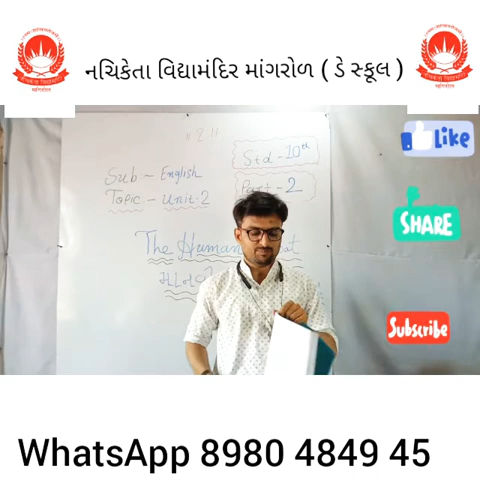 નચિકેતા વિદ્યામંદિર માંગરોળ ( ડે સ્કૂલ )
Like
"2"
Std - 10th
Sub ~ English
Topic - Unit-2
Part - 2
SHARE
The Human
Subscribe
WhatsApp 8980 4849 45